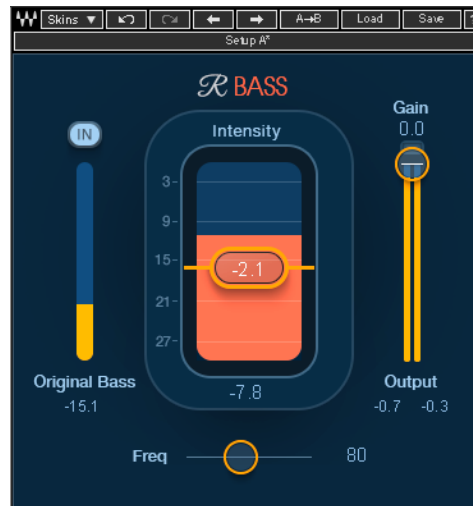 Skins ▼ A→B Load Save
Setup A*
R BASS
Gain
0.0
IN
Intensity
3
9
15
-2.1
21
27
Original Bass
-15.1
-7.8
Output
-0.7 -0.3
Freq 80